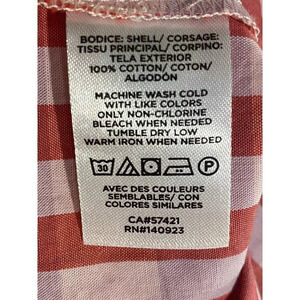 BODICE: SHELL/ CORSAGE:
TISSU PRINCIPAL/ CORPINO:
TELA EXTERIOR
100% COTTON/ COTON/
ALGODÓN
MACHINE WASH COLD
WITH LIKE COLORS
ONLY NON-CHLORINE
BLEACH WHEN NEEDED
TUMBLE DRY LOW
WARM IRON WHEN NEEDED
30 P
AVEC DES COULEURS
SEMBLABLES/ CON
COLORES SIMILARES
CA#57421
RN#140923